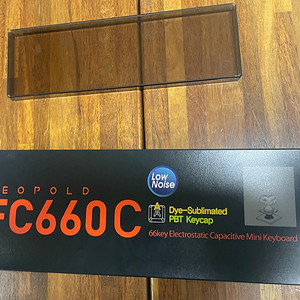 Low
Noise
EOPOLD
FC660C
Dye-Sublimated
PBT Keycap
66key Electrostatic Capacitive Mini Keyboard